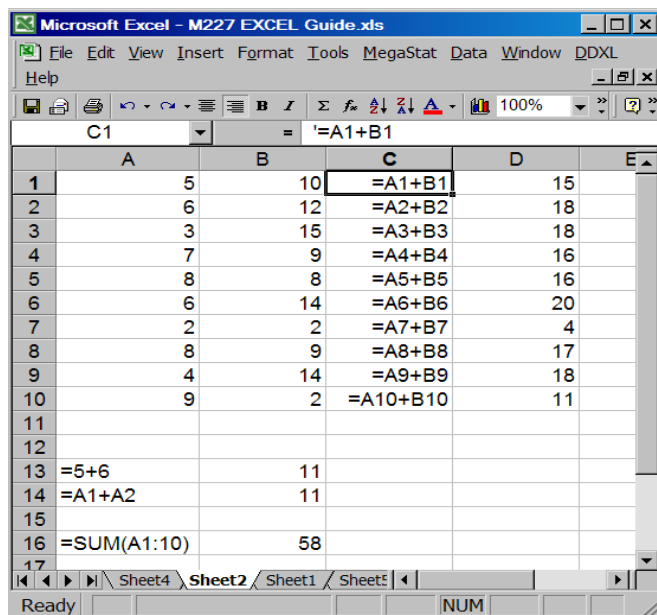 Microsoft Excel - M227 EXCEL Guide.xls
File Edit View Insert Format Tools MegaStat Data Window DDXL
Help
B I Σ fx A 100% » ? »
C1 = '=A1+B1
A B C D E
1 5 10 =A1+B1 15
2 6 12 =A2+B2 18
3 3 15 =A3+B3 18
4 7 9 =A4+B4 16
5 8 8 =A5+B5 16
6 6 14 =A6+B6 20
7 2 2 =A7+B7 4
8 8 9 =A8+B8 17
9 4 14 =A9+B9 18
10 9 2 =A10+B10 11
11
12
13 =5+6 11
14 =A1+A2 11
15
16 =SUM(A1:10) 58
17
Sheet4 Sheet2 Sheet1 Sheet5
Ready NUM